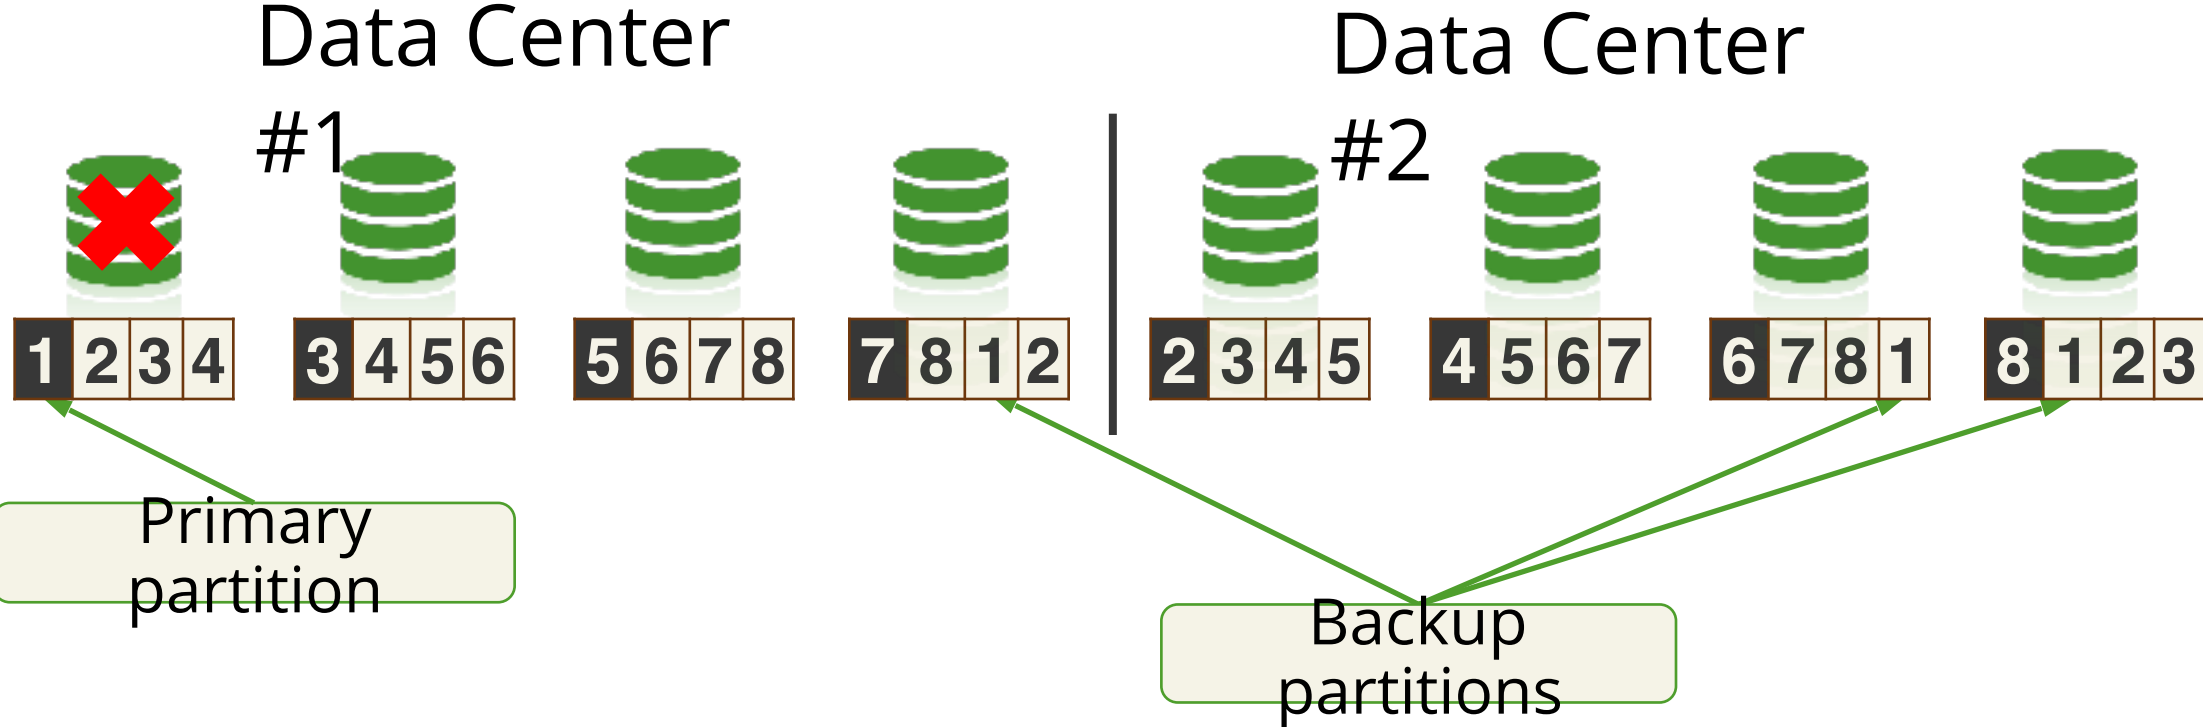 Data Center
#1
Data Center
#2
1 2 3 4
3 4 5 6
5 6 7 8
7 8 1 2
2 3 4 5
4 5 6 7
6 7 8 1
8 1 2 3
Primary
partition
Backup
partitions